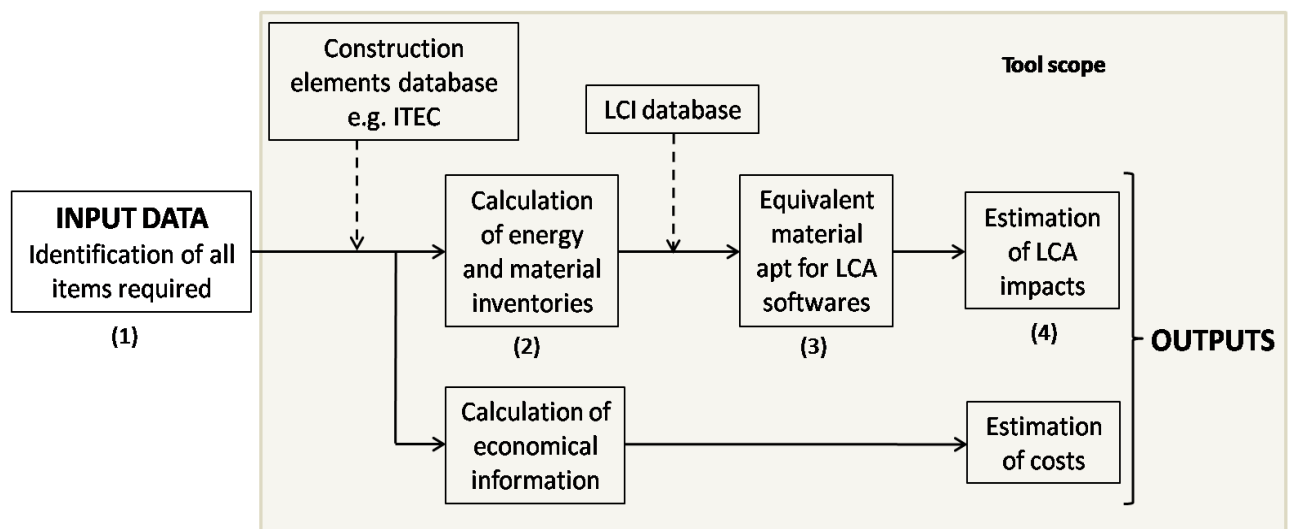 Construction
elements database
e.g. ITEC
Tool scope
LCI database
INPUT DATA
Identification of all
items required
(1)
Calculation
of energy
and material
inventories
(2)
Equivalent
material
apt for LCA
softwares
(3)
Estimation
of LCA
impacts
(4)
OUTPUTS
Calculation of
economical
information
Estimation
of costs